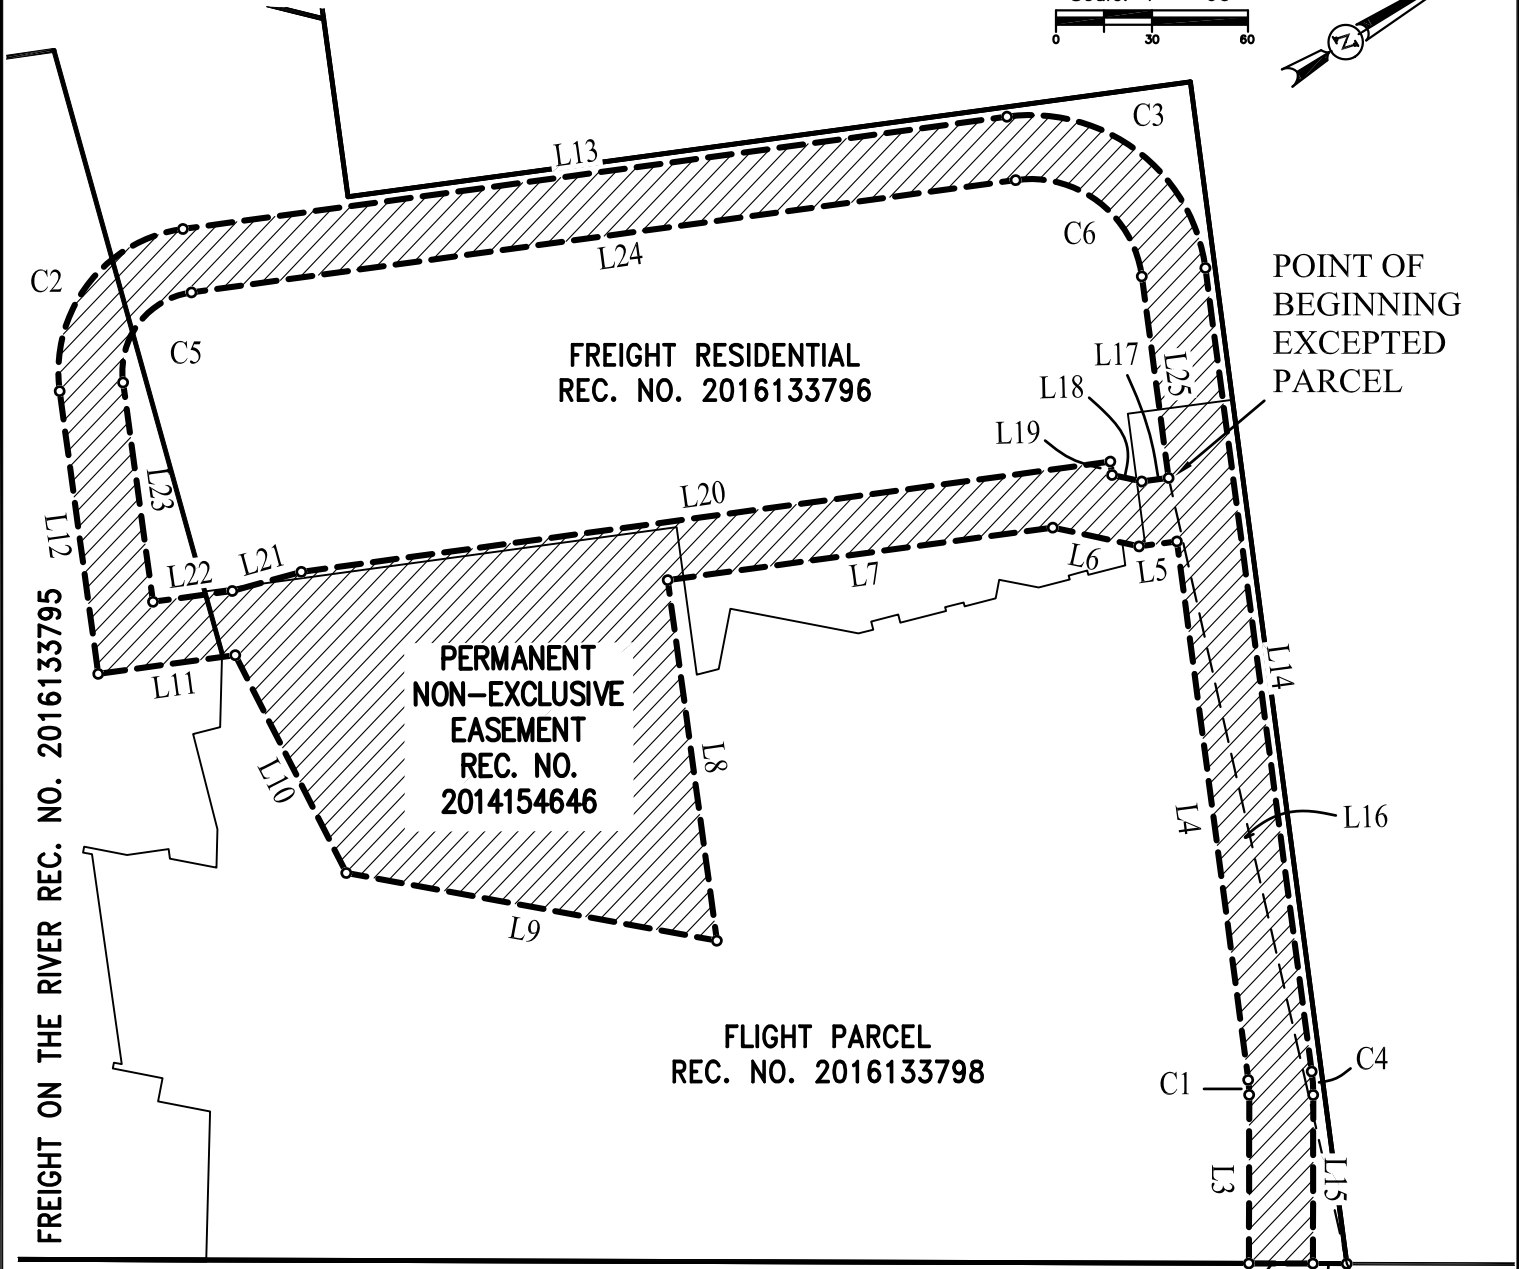 0 30 60
N
C3
L13
C2
L24
C6
POINT OF
BEGINNING
EXCEPTED
PARCEL
C5
FREIGHT RESIDENTIAL
REC. NO. 2016133796
L17
L25
L18
L19
L23
L20
L12
L21
L22
L6
L5
L7
L11
PERMANENT
NON-EXCLUSIVE
EASEMENT
REC. NO.
2014154646
L14
L8
L10
L4
L16
L9
FREIGHT ON THE RIVER REC. NO. 2016133795
FLIGHT PARCEL
REC. NO. 2016133798
C4
C1
L3
L15